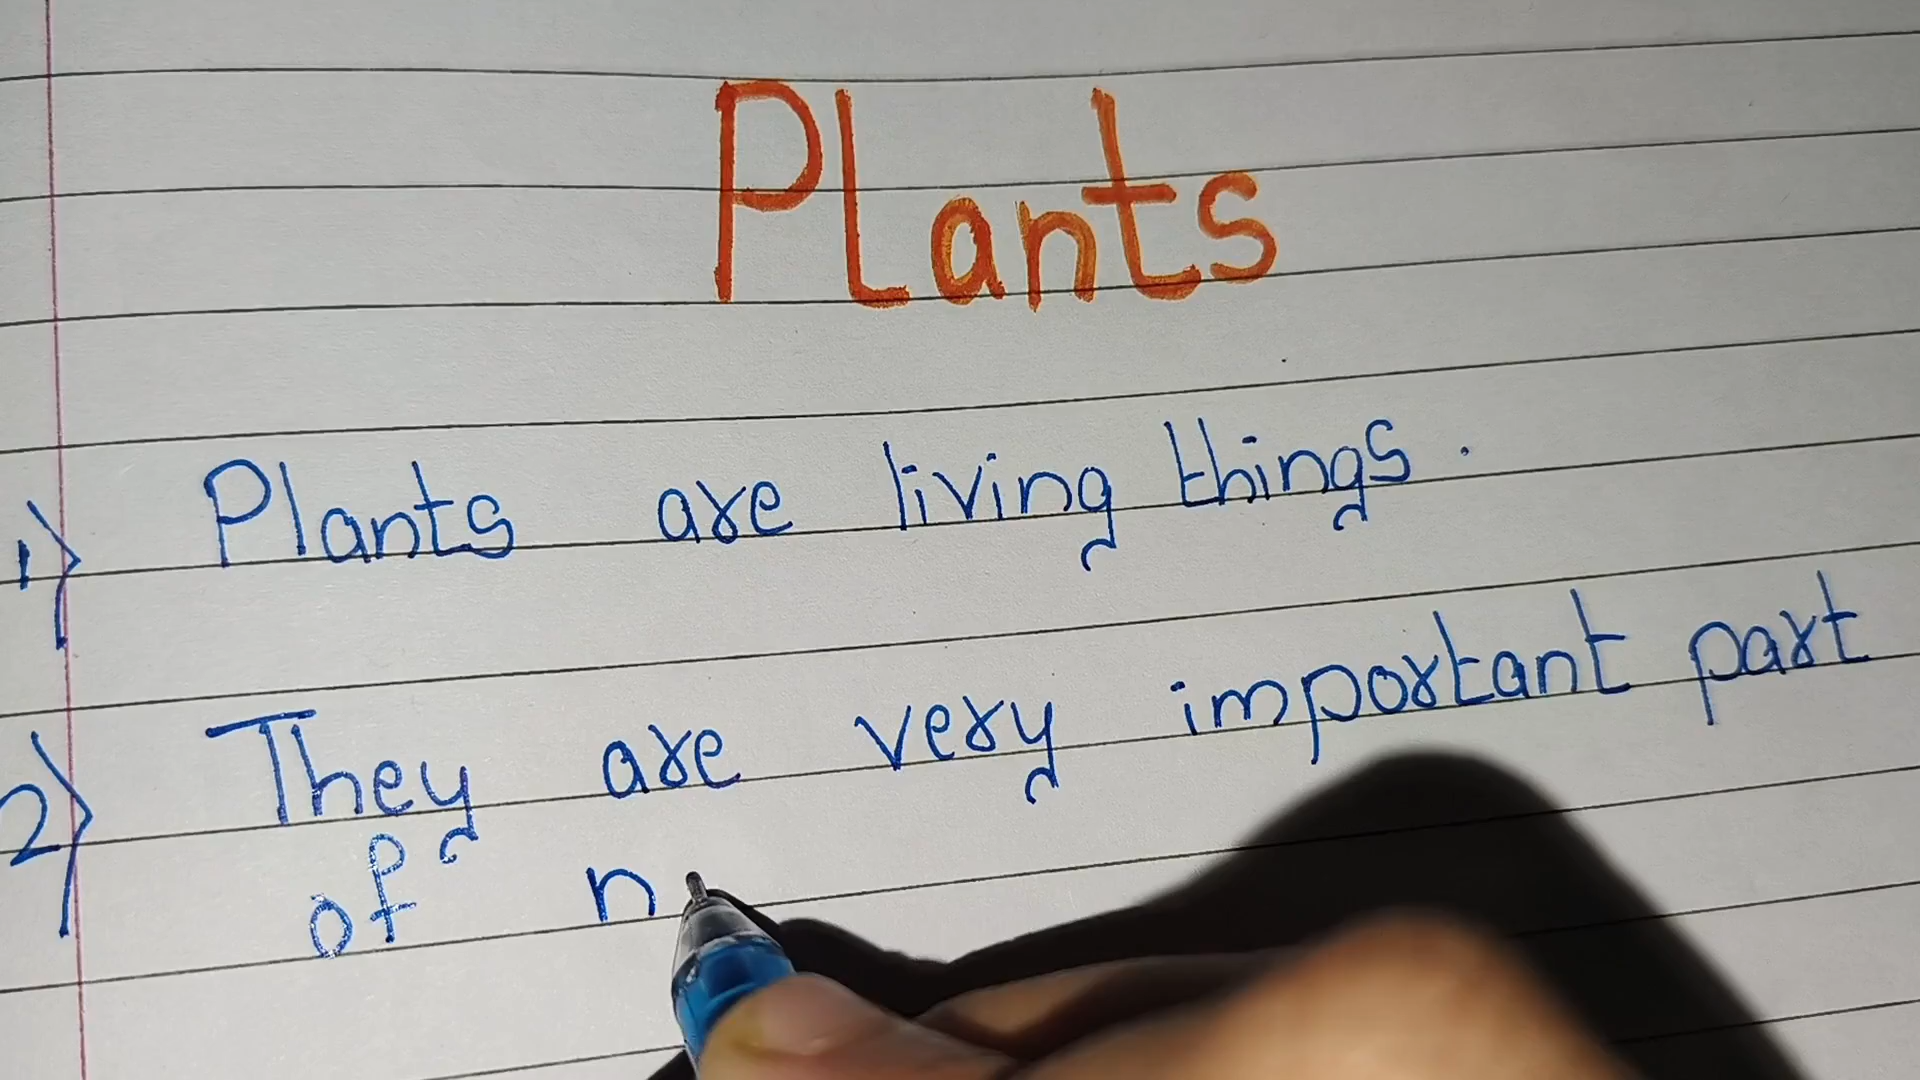 Plants
1) Plants are living things.
2) They are very important part
of n